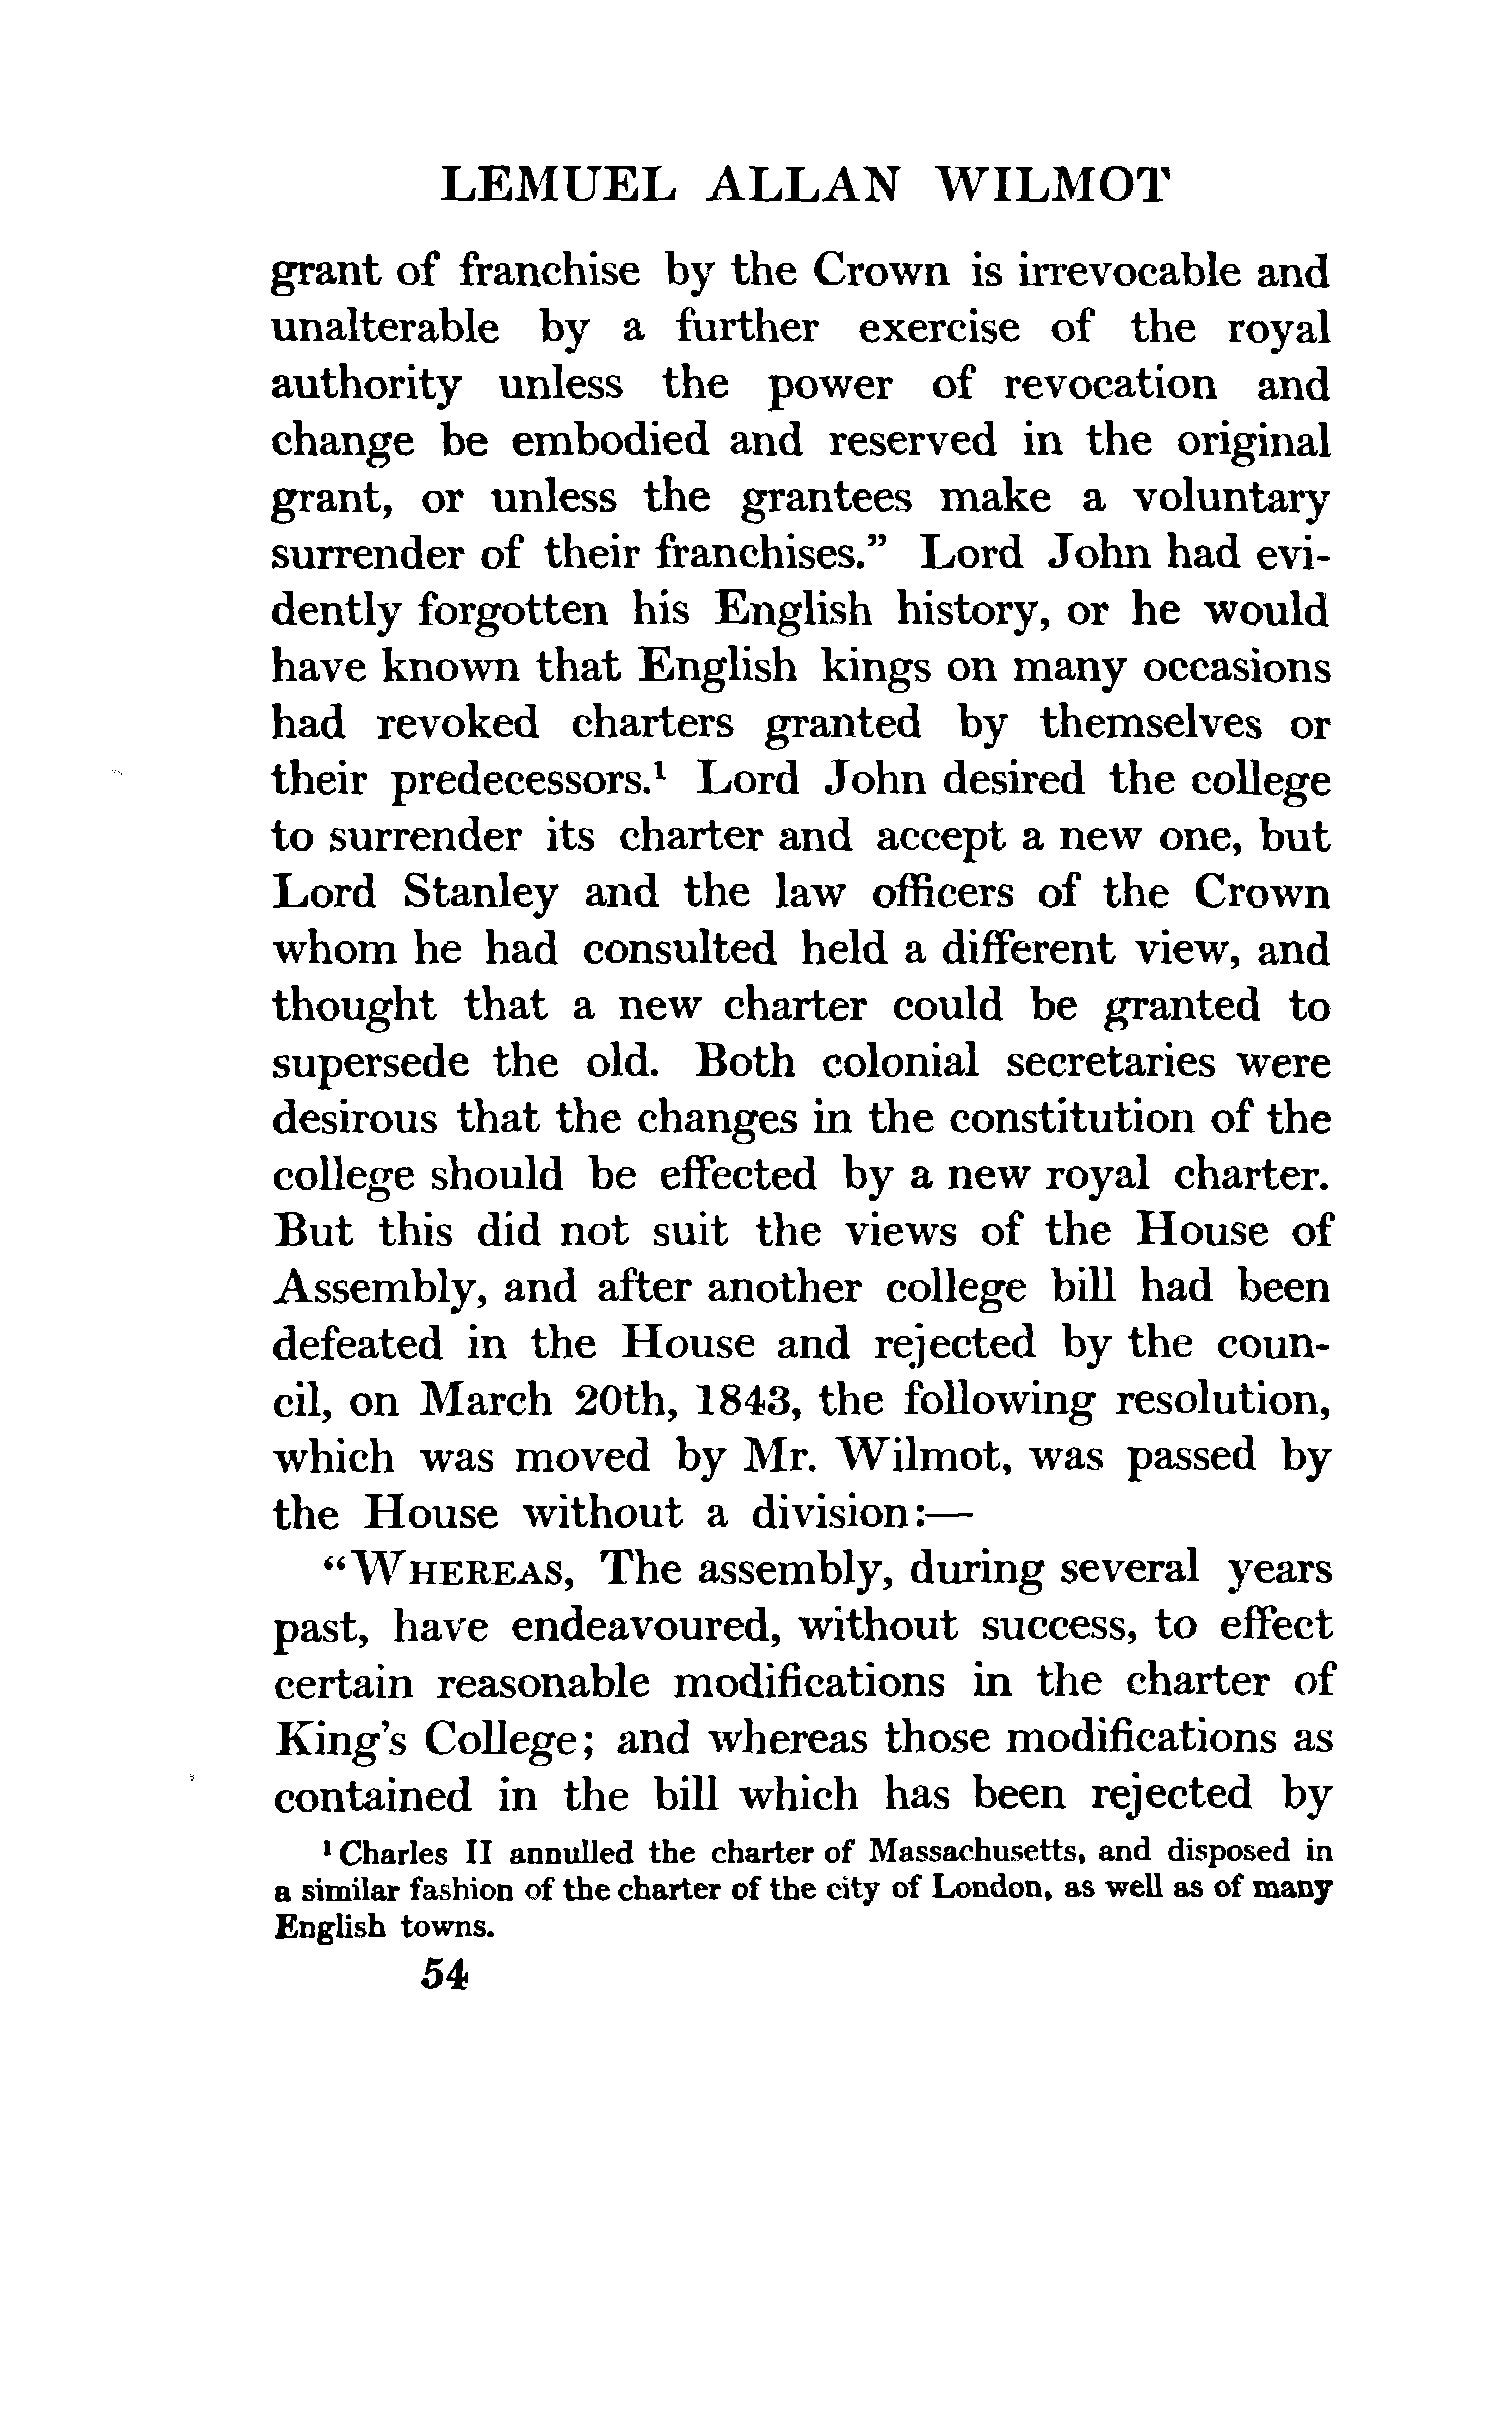 LEMUEL ALLAN WILMOT
grant of franchise by the Crown is irrevocable and
unalterable by a further exercise of the royal
authority unless the power of revocation and
change be embodied and reserved in the original
grant, or unless the grantees make a voluntary
surrender of their franchises.” Lord John had evi-
dently forgotten his English history, or he would
have known that English kings on many occasions
had revoked charters granted by themselves or
their predecessors.¹ Lord John desired the college
to surrender its charter and accept a new one, but
Lord Stanley and the law officers of the Crown
whom he had consulted held a different view, and
thought that a new charter could be granted to
supersede the old. Both colonial secretaries were
desirous that the changes in the constitution of the
college should be effected by a new royal charter.
But this did not suit the views of the House of
Assembly, and after another college bill had been
defeated in the House and rejected by the coun-
cil, on March 20th, 1843, the following resolution,
which was moved by Mr. Wilmot, was passed by
the House without a division:—
“WHEREAS, The assembly, during several years
past, have endeavoured, without success, to effect
certain reasonable modifications in the charter of
King's College; and whereas those modifications as
contained in the bill which has been rejected by
¹ Charles II annulled the charter of Massachusetts, and disposed in
a similar fashion of the charter of the city of London, as well as of many
English towns.
54